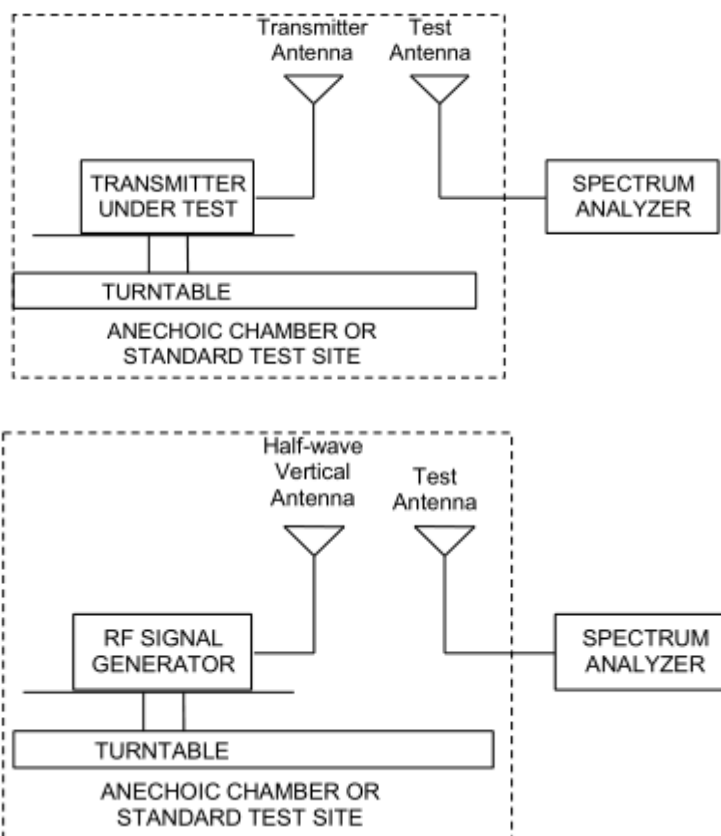 Transmitter
Antenna
Test
Antenna
TRANSMITTER
UNDER TEST
SPECTRUM
ANALYZER
TURNTABLE
ANECHOIC CHAMBER OR
STANDARD TEST SITE
Half-wave
Vertical
Antenna
Test
Antenna
RF SIGNAL
GENERATOR
SPECTRUM
ANALYZER
TURNTABLE
ANECHOIC CHAMBER OR
STANDARD TEST SITE